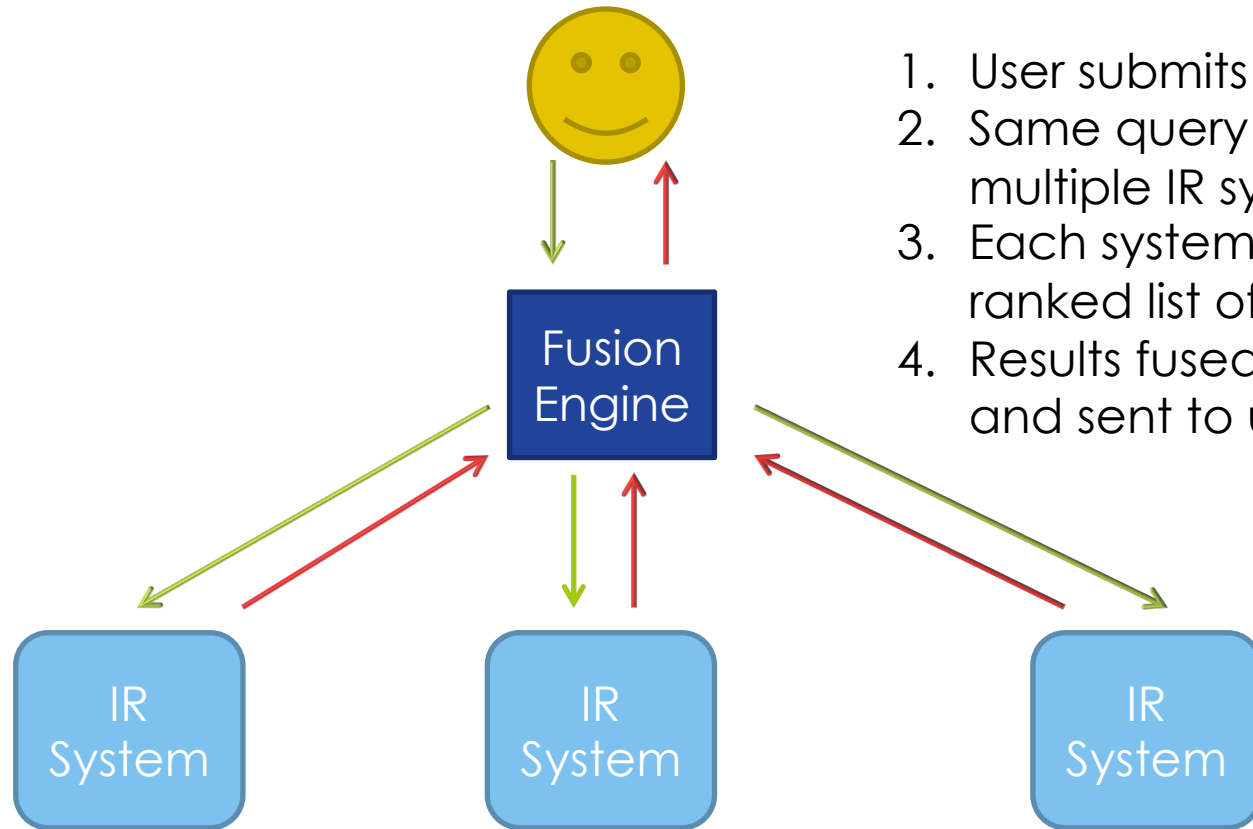 1. User submits
2. Same query
multiple IR sy
3. Each system
ranked list of
4. Results fused
and sent to u
Fusion
Engine
IR
System
IR
System
IR
System